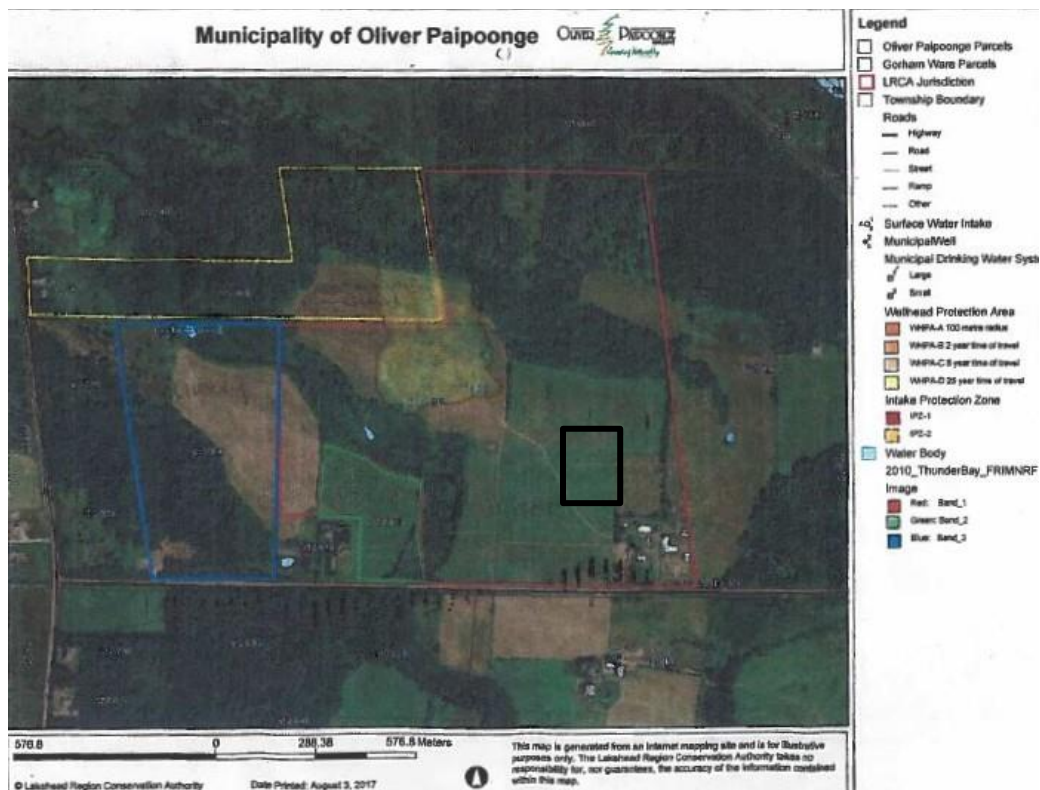 Municipality of Oliver Paipoonge
OLIVER PAIPOONGE
Legend
Oliver Paipoonge Parcels
Gorham Ware Parcels
LRCA Jurisdiction
Township Boundary
Roads
Highway
Road
Street
Ramp
Other
Surface Water Intake
MunicipalWell
Municipal Drinking Water Syst
Large
Small
Wellhead Protection Area
WHPA-A 100 metre radius
WHPA-B 2 year time of travel
WHPA-C 5 year time of travel
WHPA-D 25 year time of travel
Intake Protection Zone
IPZ-1
IPZ-2
Water Body
2010_ThunderBay_FRIMNRF
Image
Red: Band_1
Green: Band_2
Blue: Band_3
576.8 0 288.38 576.8 Meters
This map is generated from an Internet mapping site and is for illustrative
purposes only. The Lakehead Region Conservation Authority takes no
responsibility for, nor guarantees, the accuracy of the information contained
within this map.
© Lakehead Region Conservation Authority Date Printed: August 3, 2017